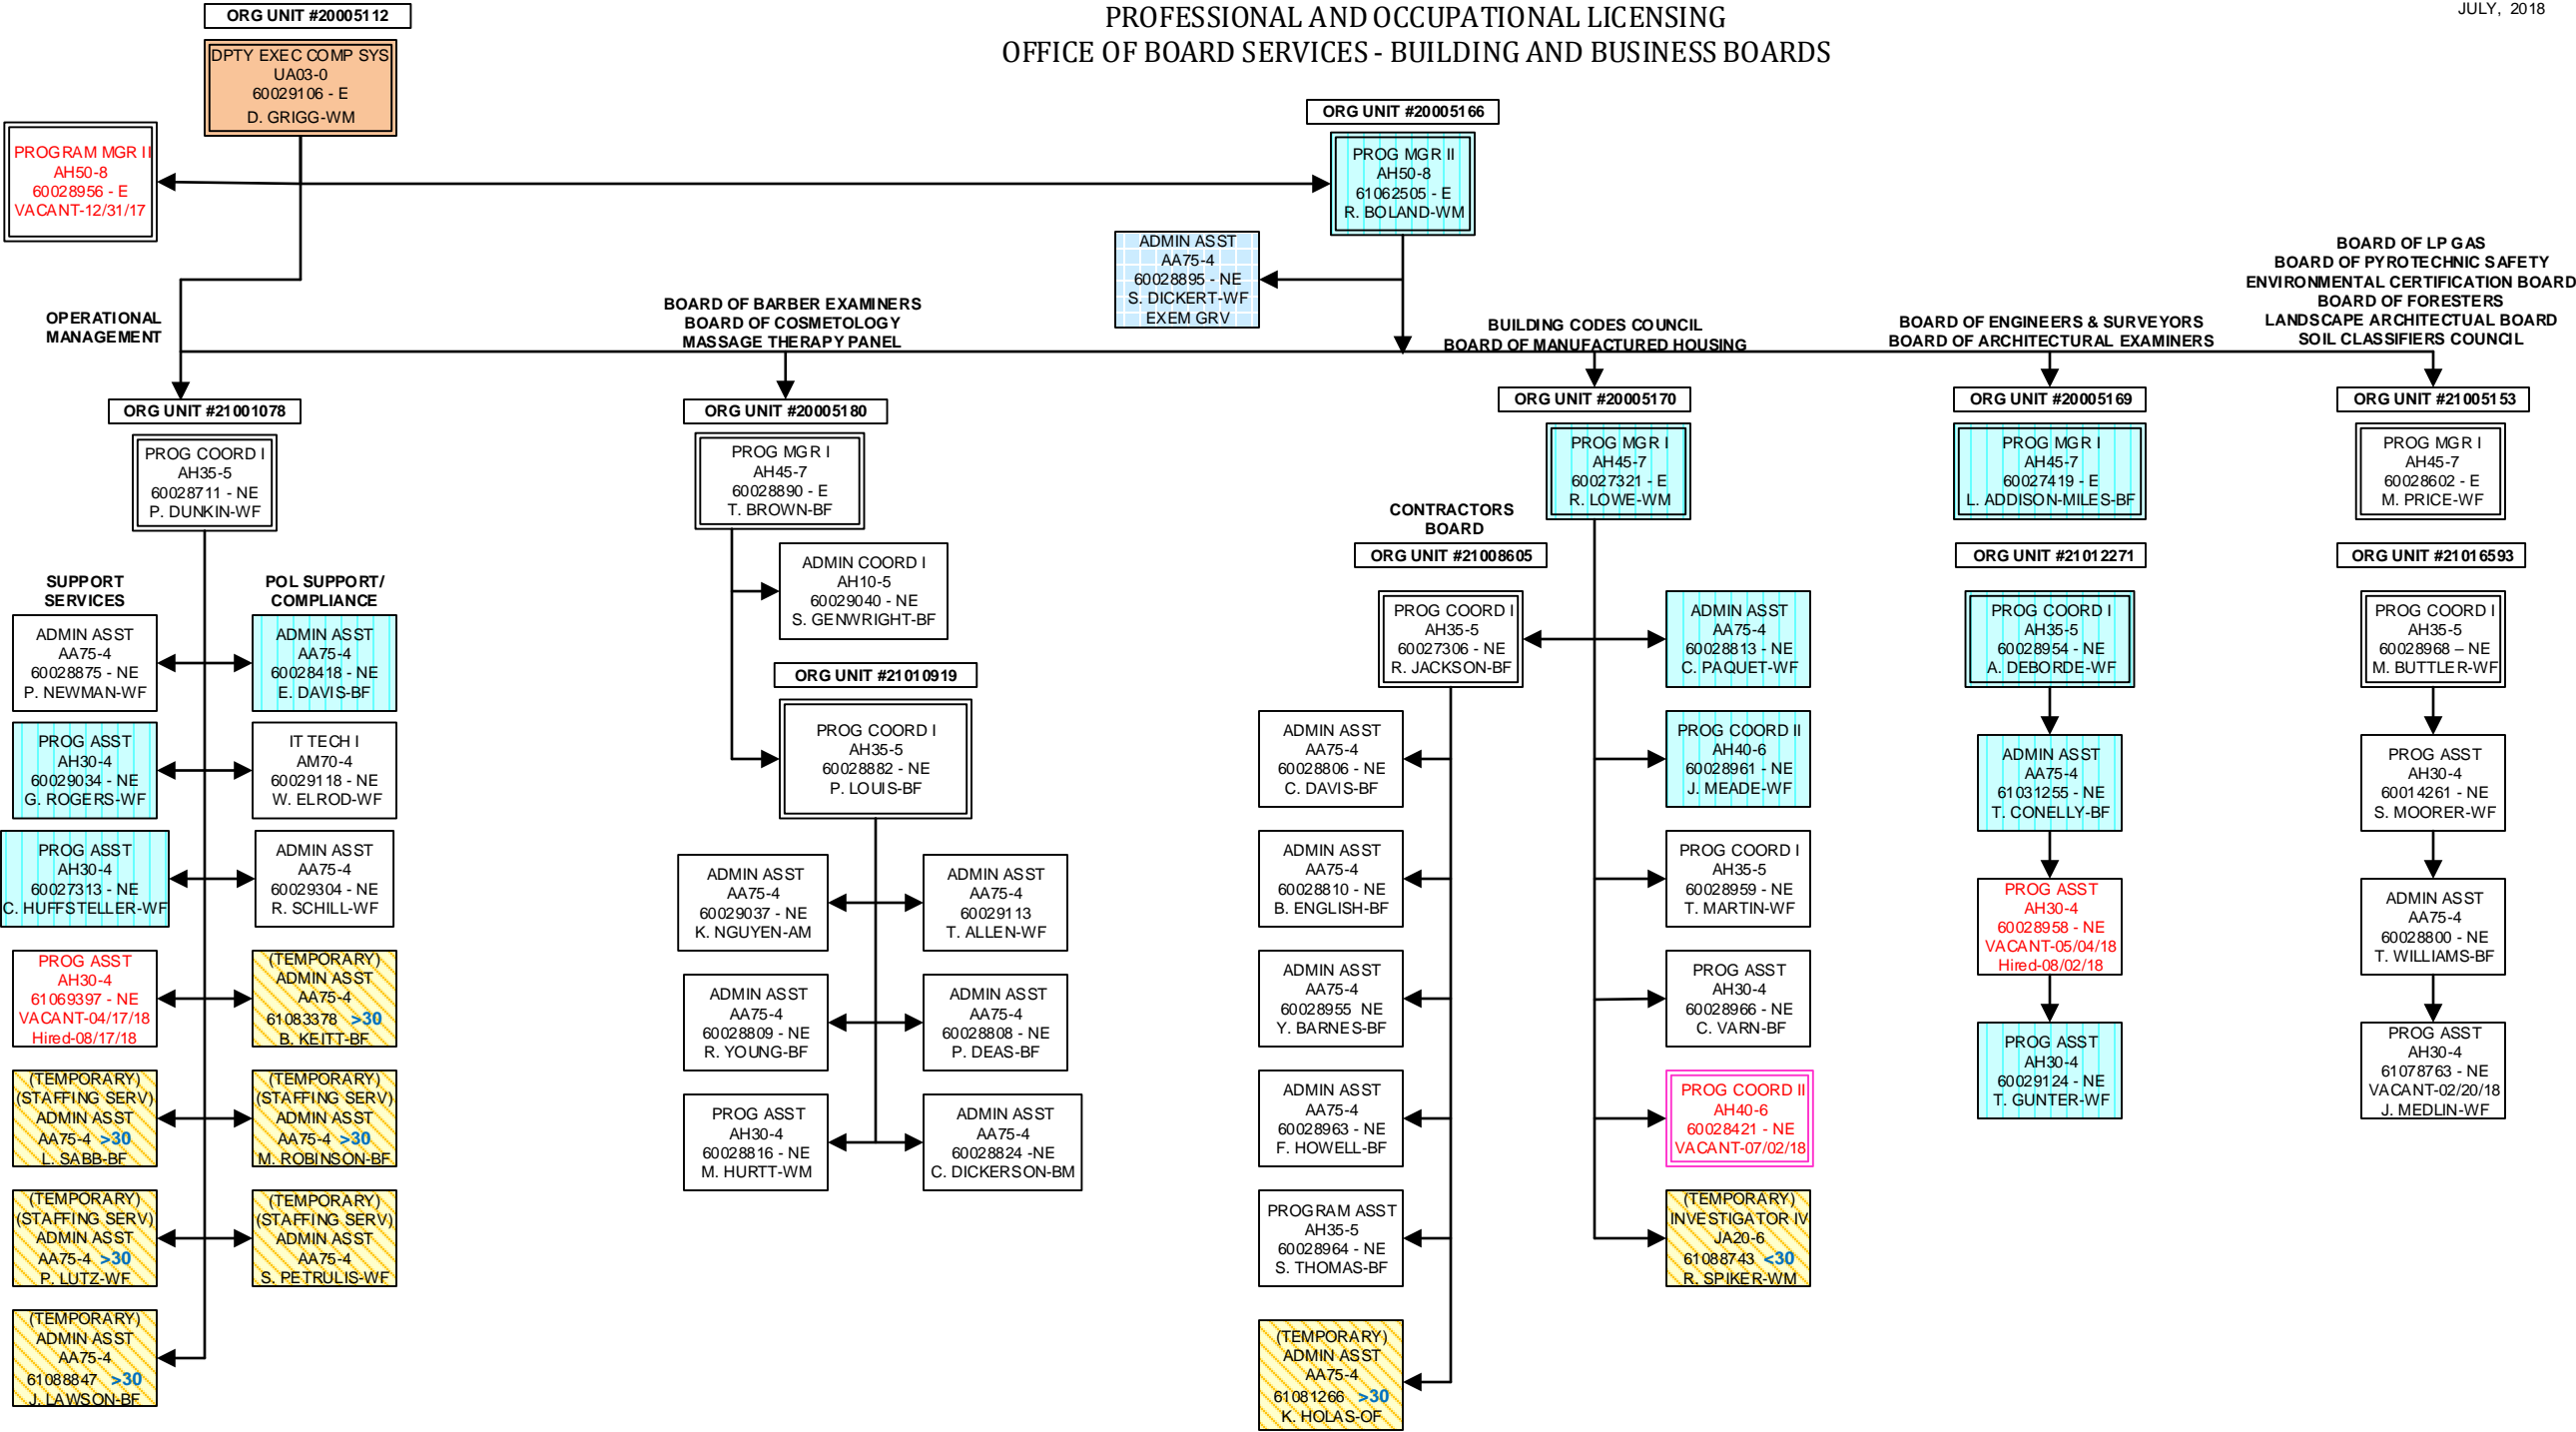 PROFESSIONAL AND OCCUPATIONAL LICENSING
OFFICE OF BOARD SERVICES - BUILDING AND BUSINESS BOARDS
JULY, 2018
ORG UNIT #20005112
DPTY EXEC COMP SYS
UA03-0
60029106 - E
D. GRIGG-WM
PROGRAM MGR II
AH50-8
60028956 - E
VACANT-12/31/17
ORG UNIT #20005166
PROG MGR II
AH50-8
61062505 - E
R. BOLAND-WM
ADMIN ASST
AA75-4
60028895 - NE
S. DICKERT-WF
EXEM GRV
OPERATIONAL
MANAGEMENT
BOARD OF BARBER EXAMINERS
BOARD OF COSMETOLOGY
MASSAGE THERAPY PANEL
BUILDING CODES COUNCIL
BOARD OF MANUFACTURED HOUSING
BOARD OF ENGINEERS & SURVEYORS
BOARD OF ARCHITECTURAL EXAMINERS
BOARD OF LP GAS
BOARD OF PYROTECHNIC SAFETY
ENVIRONMENTAL CERTIFICATION BOARD
BOARD OF FORESTERS
LANDSCAPE ARCHITECTUAL BOARD
SOIL CLASSIFIERS COUNCIL
ORG UNIT #21001078
PROG COORD I
AH35-5
60028711 - NE
P. DUNKIN-WF
SUPPORT
SERVICES
POL SUPPORT/
COMPLIANCE
ADMIN ASST
AA75-4
60028875 - NE
P. NEWMAN-WF
ADMIN ASST
AA75-4
60028418 - NE
E. DAVIS-BF
PROG ASST
AH30-4
60029034 - NE
G. ROGERS-WF
IT TECH I
AM70-4
60029118 - NE
W. ELROD-WF
PROG ASST
AH30-4
60027313 - NE
C. HUFFSTELLER-WF
ADMIN ASST
AA75-4
60029304 - NE
R. SCHILL-WF
PROG ASST
AH30-4
61069397 - NE
VACANT-04/17/18
Hired-08/17/18
(TEMPORARY)
ADMIN ASST
AA75-4
61083378 >30
B. KEITT-BF
(TEMPORARY)
(STAFFING SERV)
ADMIN ASST
AA75-4 >30
L. SABB-BF
(TEMPORARY)
(STAFFING SERV)
ADMIN ASST
AA75-4 >30
M. ROBINSON-BF
(TEMPORARY)
(STAFFING SERV)
ADMIN ASST
AA75-4 >30
P. LUTZ-WF
(TEMPORARY)
(STAFFING SERV)
ADMIN ASST
AA75-4
S. PETRULIS-WF
(TEMPORARY)
ADMIN ASST
AA75-4
61088847 >30
J. LAWSON-BF
ORG UNIT #20005180
PROG MGR I
AH45-7
60028890 - E
T. BROWN-BF
ADMIN COORD I
AH10-5
60029040 - NE
S. GENWRIGHT-BF
ORG UNIT #21010919
PROG COORD I
AH35-5
60028882 - NE
P. LOUIS-BF
ADMIN ASST
AA75-4
60029037 - NE
K. NGUYEN-AM
ADMIN ASST
AA75-4
60029113
T. ALLEN-WF
ADMIN ASST
AA75-4
60028809 - NE
R. YOUNG-BF
ADMIN ASST
AA75-4
60028808 - NE
P. DEAS-BF
PROG ASST
AH30-4
60028816 - NE
M. HURTT-WM
ADMIN ASST
AA75-4
60028824 -NE
C. DICKERSON-BM
ORG UNIT #20005170
PROG MGR I
AH45-7
60027321 - E
R. LOWE-WM
CONTRACTORS
BOARD
ORG UNIT #21008605
PROG COORD I
AH35-5
60027306 - NE
R. JACKSON-BF
ADMIN ASST
AA75-4
60028806 - NE
C. DAVIS-BF
ADMIN ASST
AA75-4
60028810 - NE
B. ENGLISH-BF
ADMIN ASST
AA75-4
60028955 NE
Y. BARNES-BF
ADMIN ASST
AA75-4
60028963 - NE
F. HOWELL-BF
PROGRAM ASST
AH35-5
60028964 - NE
S. THOMAS-BF
(TEMPORARY)
ADMIN ASST
AA75-4
61081266 >30
K. HOLAS-OF
ADMIN ASST
AA75-4
60028813 - NE
C. PAQUET-WF
PROG COORD II
AH40-6
60028961 - NE
J. MEADE-WF
PROG COORD I
AH35-5
60028959 - NE
T. MARTIN-WF
PROG ASST
AH30-4
60028966 - NE
C. VARN-BF
PROG COORD II
AH40-6
60028421 - NE
VACANT-07/02/18
(TEMPORARY)
INVESTIGATOR IV
JA20-6
61088743 <30
R. SPIKER-WM
ORG UNIT #20005169
PROG MGR I
AH45-7
60027419 - E
L. ADDISON-MILES-BF
ORG UNIT #21012271
PROG COORD I
AH35-5
60028954 - NE
A. DEBORDE-WF
ADMIN ASST
AA75-4
61031255 - NE
T. CONELLY-BF
PROG ASST
AH30-4
60028958 - NE
VACANT-05/04/18
Hired-08/02/18
PROG ASST
AH30-4
60029124 - NE
T. GUNTER-WF
ORG UNIT #21005153
PROG MGR I
AH45-7
60028602 - E
M. PRICE-WF
ORG UNIT #21016593
PROG COORD I
AH35-5
60028968 – NE
M. BUTTLER-WF
PROG ASST
AH30-4
60014261 - NE
S. MOORER-WF
ADMIN ASST
AA75-4
60028800 - NE
T. WILLIAMS-BF
PROG ASST
AH30-4
61078763 - NE
VACANT-02/20/18
J. MEDLIN-WF